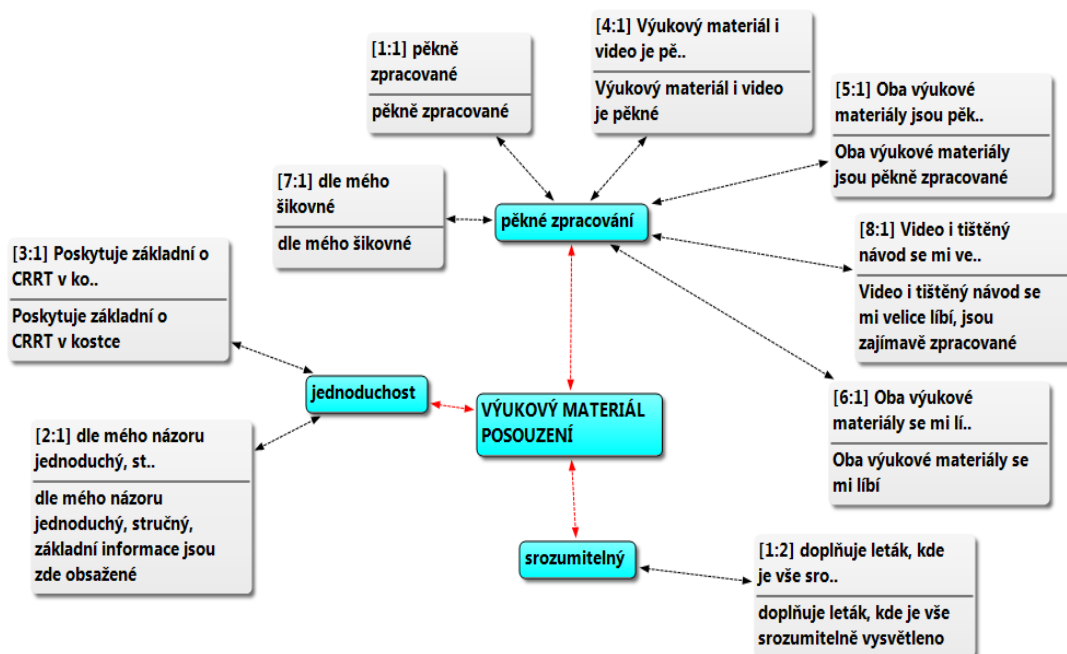 [1:1] pěkně
zpracované
pěkně zpracované
[4:1] Výukový materiál i
video je pě..
Výukový materiál i video
je pěkné
[5:1] Oba výukové
materiály jsou pěk..
Oba výukové materiály
jsou pěkně zpracované
[7:1] dle mého
šikovné
dle mého šikovné
pěkné zpracování
[8:1] Video i tištěný
návod se mi ve..
Video i tištěný návod se
mi velice líbí, jsou
zajímavě zpracované
[3:1] Poskytuje základní o
CRRT v ko..
Poskytuje základní o
CRRT v kostce
jednoduchost
VÝUKOVÝ MATERIÁL
POSOUZENÍ
[6:1] Oba výukové
materiály se mi lí..
Oba výukové materiály se
mi líbí
[2:1] dle mého názoru
jednoduchý, st..
dle mého názoru
jednoduchý, stručný,
základní informace jsou
zde obsažené
srozumitelný
[1:2] doplňuje leták, kde
je vše sro..
doplňuje leták, kde je vše
srozumitelně vysvětleno